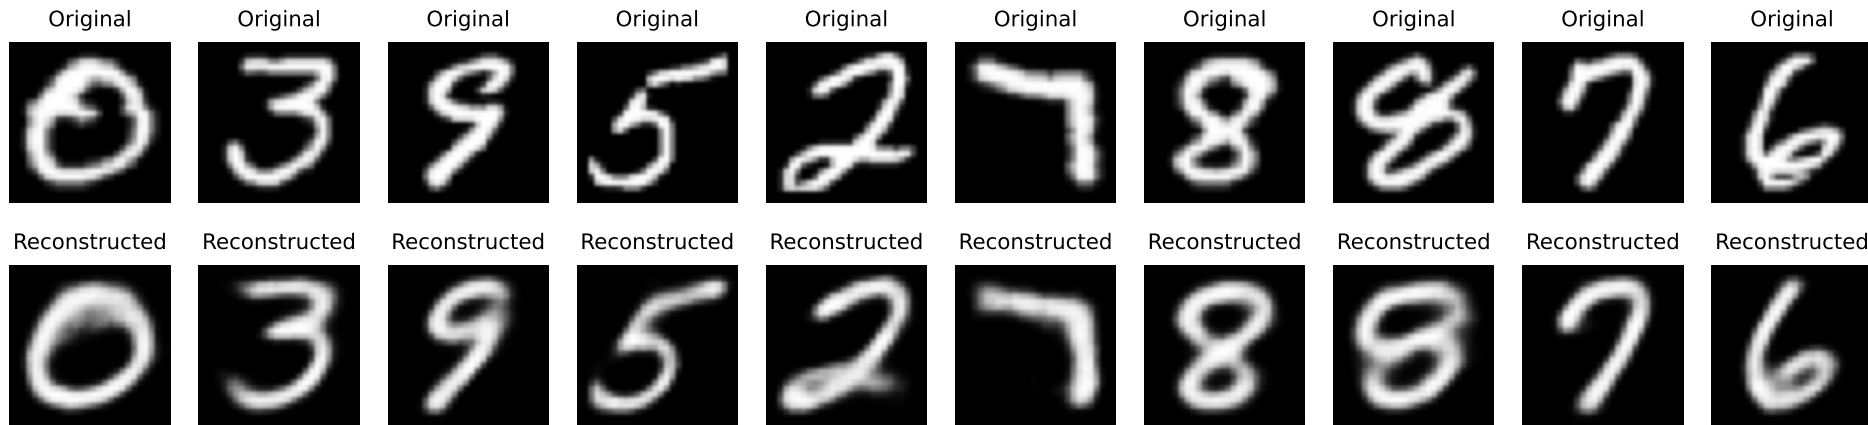 Original Original Original Original Original Original Original Original Original Original
0 3 9 5 2 7 8 8 7 6
Reconstructed Reconstructed Reconstructed Reconstructed Reconstructed Reconstructed Reconstructed Reconstructed Reconstructed Reconstructed
0 3 9 5 2 7 8 8 7 6